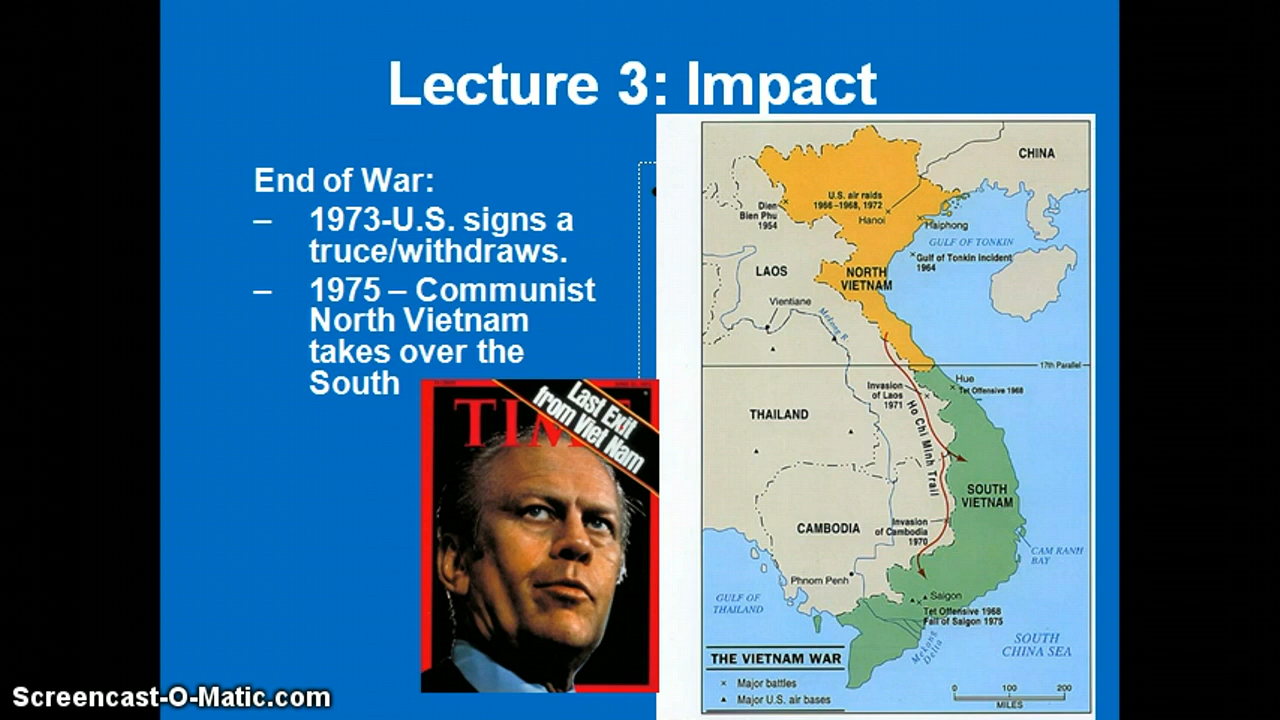 Lecture 3: Impact
End of War:
– 1973-U.S. signs a
truce/withdraws.
– 1975 – Communist
North Vietnam
takes over the
South
TIM
Last Exit
from Viet Nam
CHINA
U.S. air raids
1966–1968, 1972
Dien
Bien Phu
1954
Hanoi
Haiphong
GULF OF TONKIN
Gulf of Tonkin incident
1964
LAOS
NORTH
VIETNAM
Vientiane
Mekong R.
17th Parallel
Hue
Tet Offensive 1968
Invasion
of Laos
1971
THAILAND
Ho Chi Minh Trail
SOUTH
VIETNAM
CAMBODIA
Invasion
of Cambodia
1970
CAM RANH
BAY
Phnom Penh
GULF OF
THAILAND
Saigon
Tet Offensive 1968
Fall of Saigon 1975
Mekong
Delta
SOUTH
CHINA SEA
THE VIETNAM WAR
× Major battles
▲ Major U.S. air bases
0 100 200
MILES
Screencast-O-Matic.com